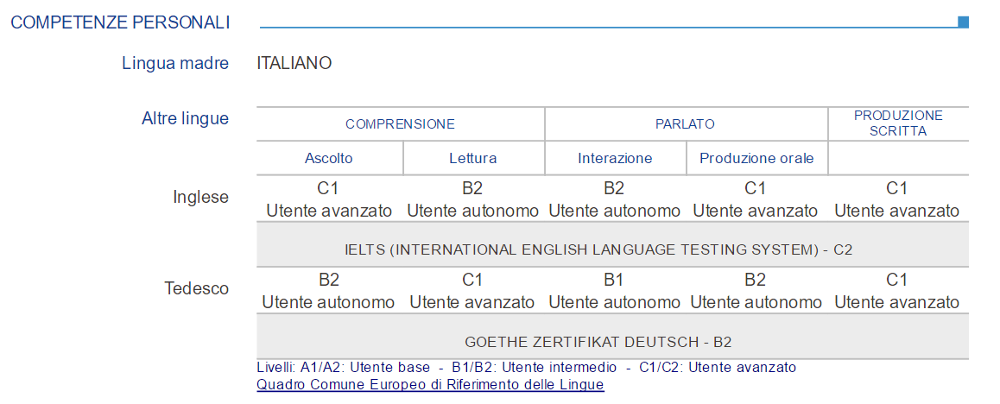 COMPETENZE PERSONALI
Lingua madre ITALIANO
Altre lingue COMPRENSIONE PARLATO PRODUZIONE SCRITTA
Ascolto Lettura Interazione Produzione orale
Inglese C1 B2 B2 C1 C1
Utente avanzato Utente autonomo Utente autonomo Utente avanzato Utente avanzato
IELTS (INTERNATIONAL ENGLISH LANGUAGE TESTING SYSTEM) - C2
Tedesco B2 C1 B1 B2 C1
Utente autonomo Utente avanzato Utente autonomo Utente autonomo Utente avanzato
GOETHE ZERTIFIKAT DEUTSCH - B2
Livelli: A1/A2: Utente base - B1/B2: Utente intermedio - C1/C2: Utente avanzato
Quadro Comune Europeo di Riferimento delle Lingue